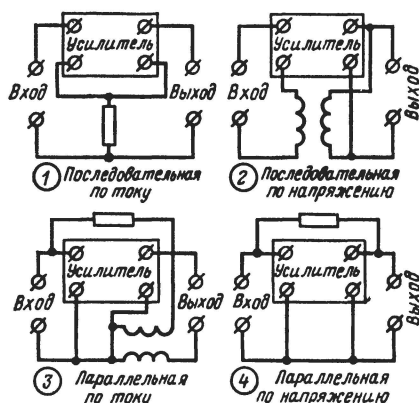 Усилитель
Вход
Выход
1 Последовательная
по току
Усилитель
Вход
Выход
2 Последовательная
по напряжению
Усилитель
Вход
Выход
3 Параллельная
по току
Усилитель
Вход
Выход
4 Параллельная
по напряжению